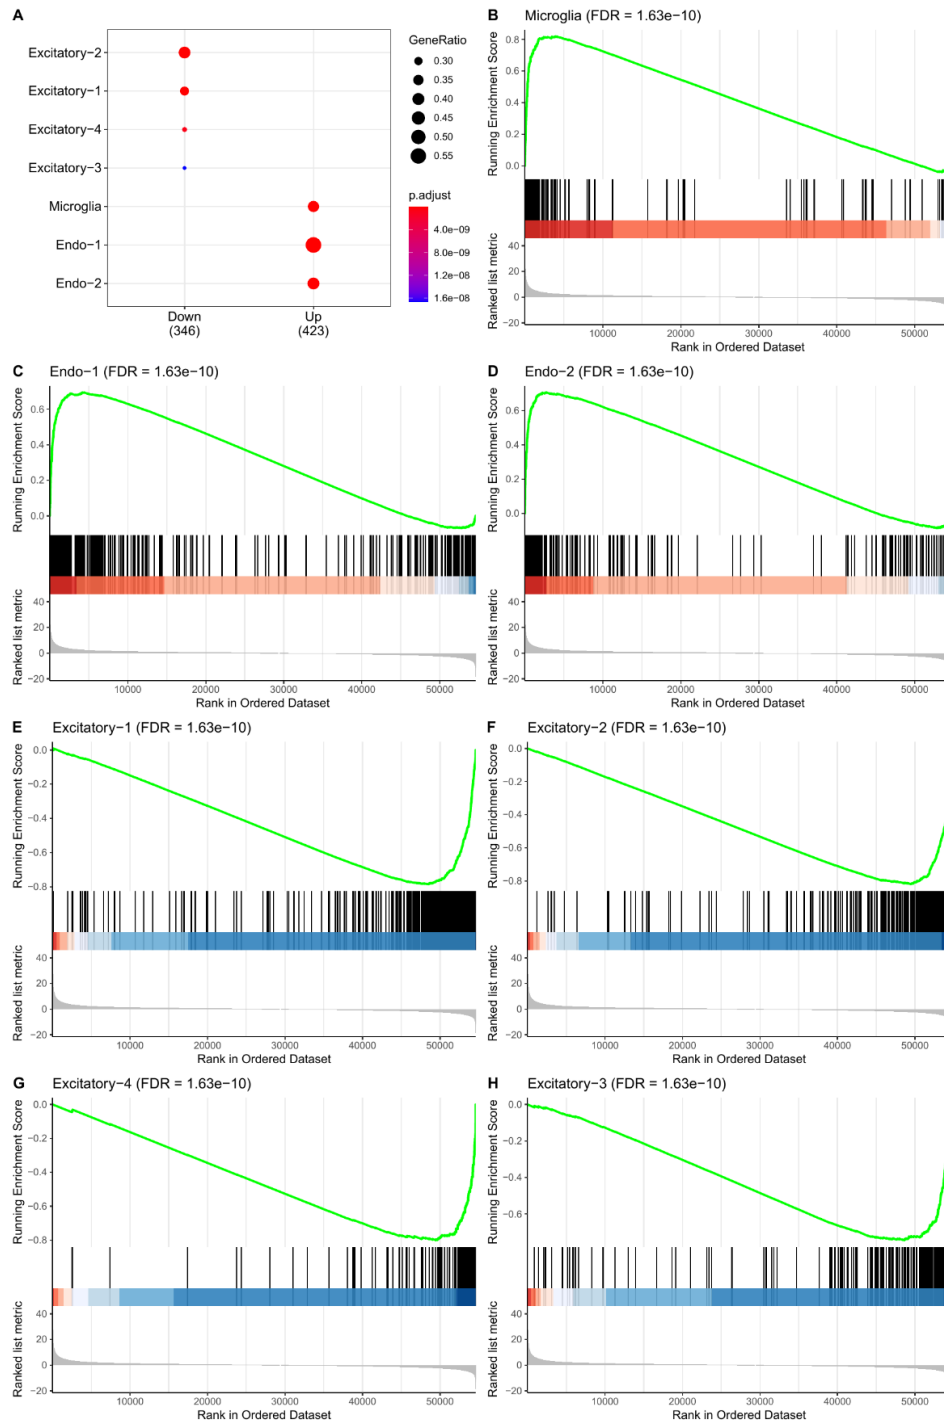 A
Excitatory−2
Excitatory−1
Excitatory−4
Excitatory−3
Microglia
Endo−1
Endo−2
Down
(346)
Up
(423)
GeneRatio
0.30
0.35
0.40
0.45
0.50
0.55
p.adjust
4.0e−09
8.0e−09
1.2e−08
1.6e−08
B Microglia (FDR = 1.63e−10)
Running Enrichment Score
0.8
0.6
0.4
0.2
0.0
Ranked list metric
40
20
0
−20
10000 20000 30000 40000 50000
Rank in Ordered Dataset
C Endo−1 (FDR = 1.63e−10)
Running Enrichment Score
0.6
0.4
0.2
0.0
Ranked list metric
40
20
0
−20
10000 20000 30000 40000 50000
Rank in Ordered Dataset
D Endo−2 (FDR = 1.63e−10)
Running Enrichment Score
0.6
0.4
0.2
0.0
Ranked list metric
40
20
0
−20
10000 20000 30000 40000 50000
Rank in Ordered Dataset
E Excitatory−1 (FDR = 1.63e−10)
Running Enrichment Score
0.0
−0.2
−0.4
−0.6
−0.8
Ranked list metric
40
20
0
−20
10000 20000 30000 40000 50000
Rank in Ordered Dataset
F Excitatory−2 (FDR = 1.63e−10)
Running Enrichment Score
0.0
−0.2
−0.4
−0.6
−0.8
Ranked list metric
40
20
0
−20
10000 20000 30000 40000 50000
Rank in Ordered Dataset
G Excitatory−4 (FDR = 1.63e−10)
Running Enrichment Score
0.0
−0.2
−0.4
−0.6
−0.8
Ranked list metric
40
20
0
−20
10000 20000 30000 40000 50000
Rank in Ordered Dataset
H Excitatory−3 (FDR = 1.63e−10)
Running Enrichment Score
0.0
−0.2
−0.4
−0.6
Ranked list metric
40
20
0
−20
10000 20000 30000 40000 50000
Rank in Ordered Dataset